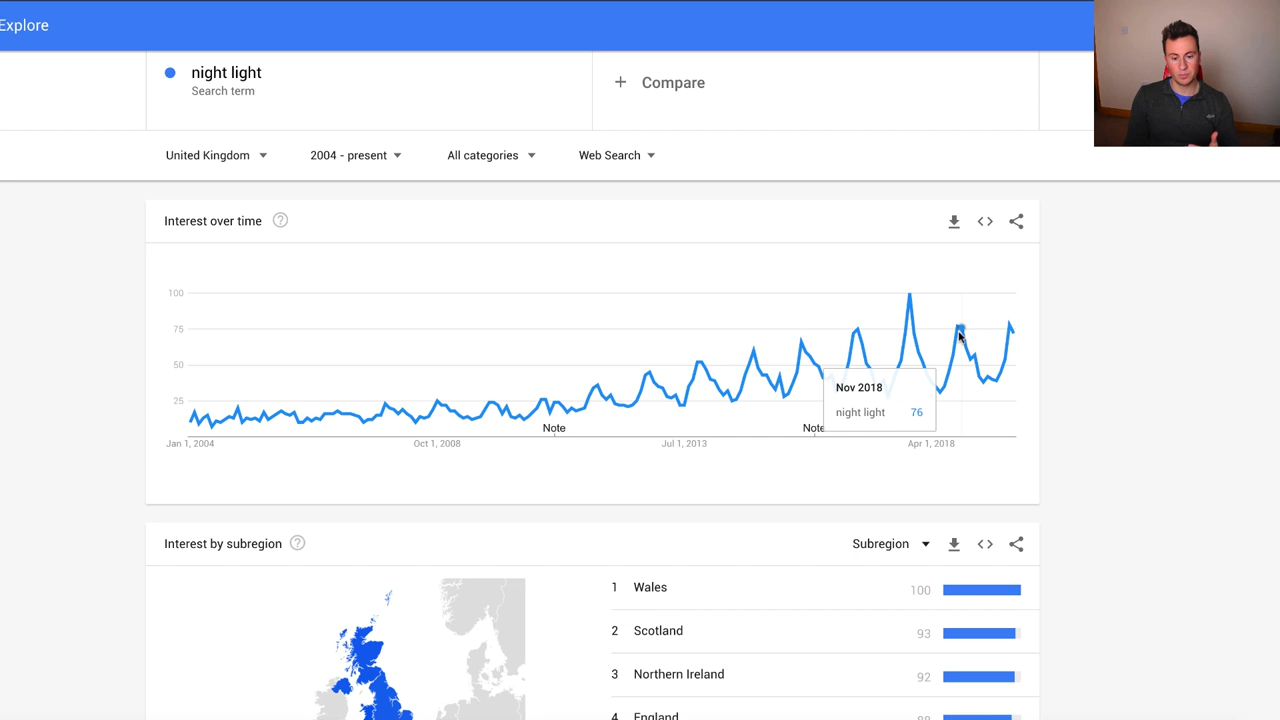 Explore
night light
Search term
+ Compare
United Kingdom
2004 - present
All categories
Web Search
Interest over time
?
100
75
50
25
Note
Note
Nov 2018
night light 76
Jan 1, 2004
Oct 1, 2008
Jul 1, 2013
Apr 1, 2018
Interest by subregion
?
Subregion
1 Wales 100
2 Scotland 93
3 Northern Ireland 92
4 England